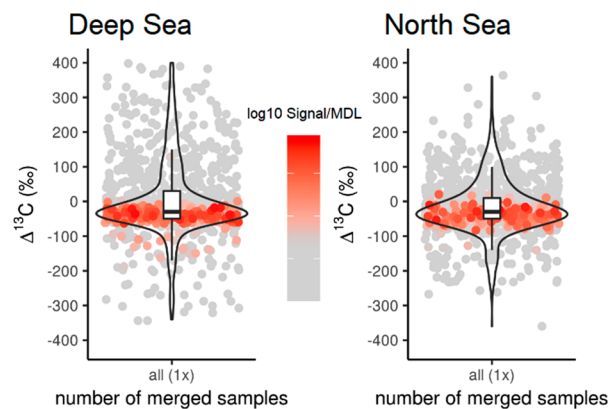 Deep Sea
North Sea
log10 Signal/MDL
Δ¹³C (‰)
400
300
200
100
0
-100
-200
-300
-400
all (1x)
number of merged samples
Δ¹³C (‰)
400
300
200
100
0
-100
-200
-300
-400
all (1x)
number of merged samples